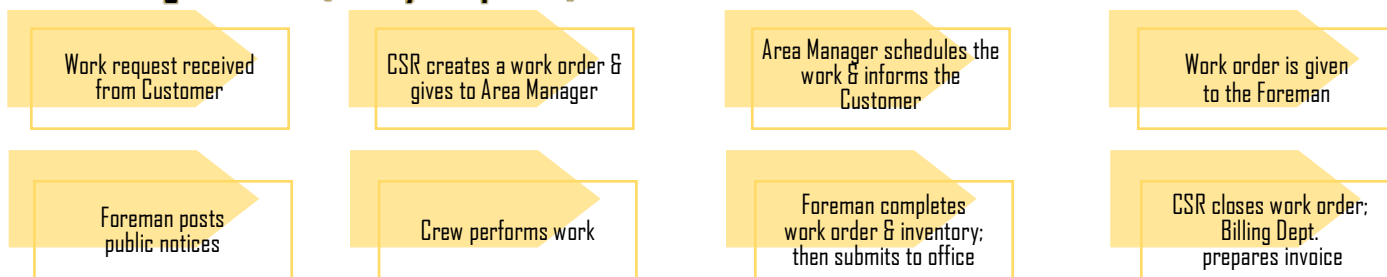 Work request received
from Customer
CSR creates a work order &
gives to Area Manager
Area Manager schedules the
work & informs the
Customer
Work order is given
to the Foreman
Foreman posts
public notices
Crew performs work
Foreman completes
work order & inventory;
then submits to office
CSR closes work order;
Billing Dept.
prepares invoice